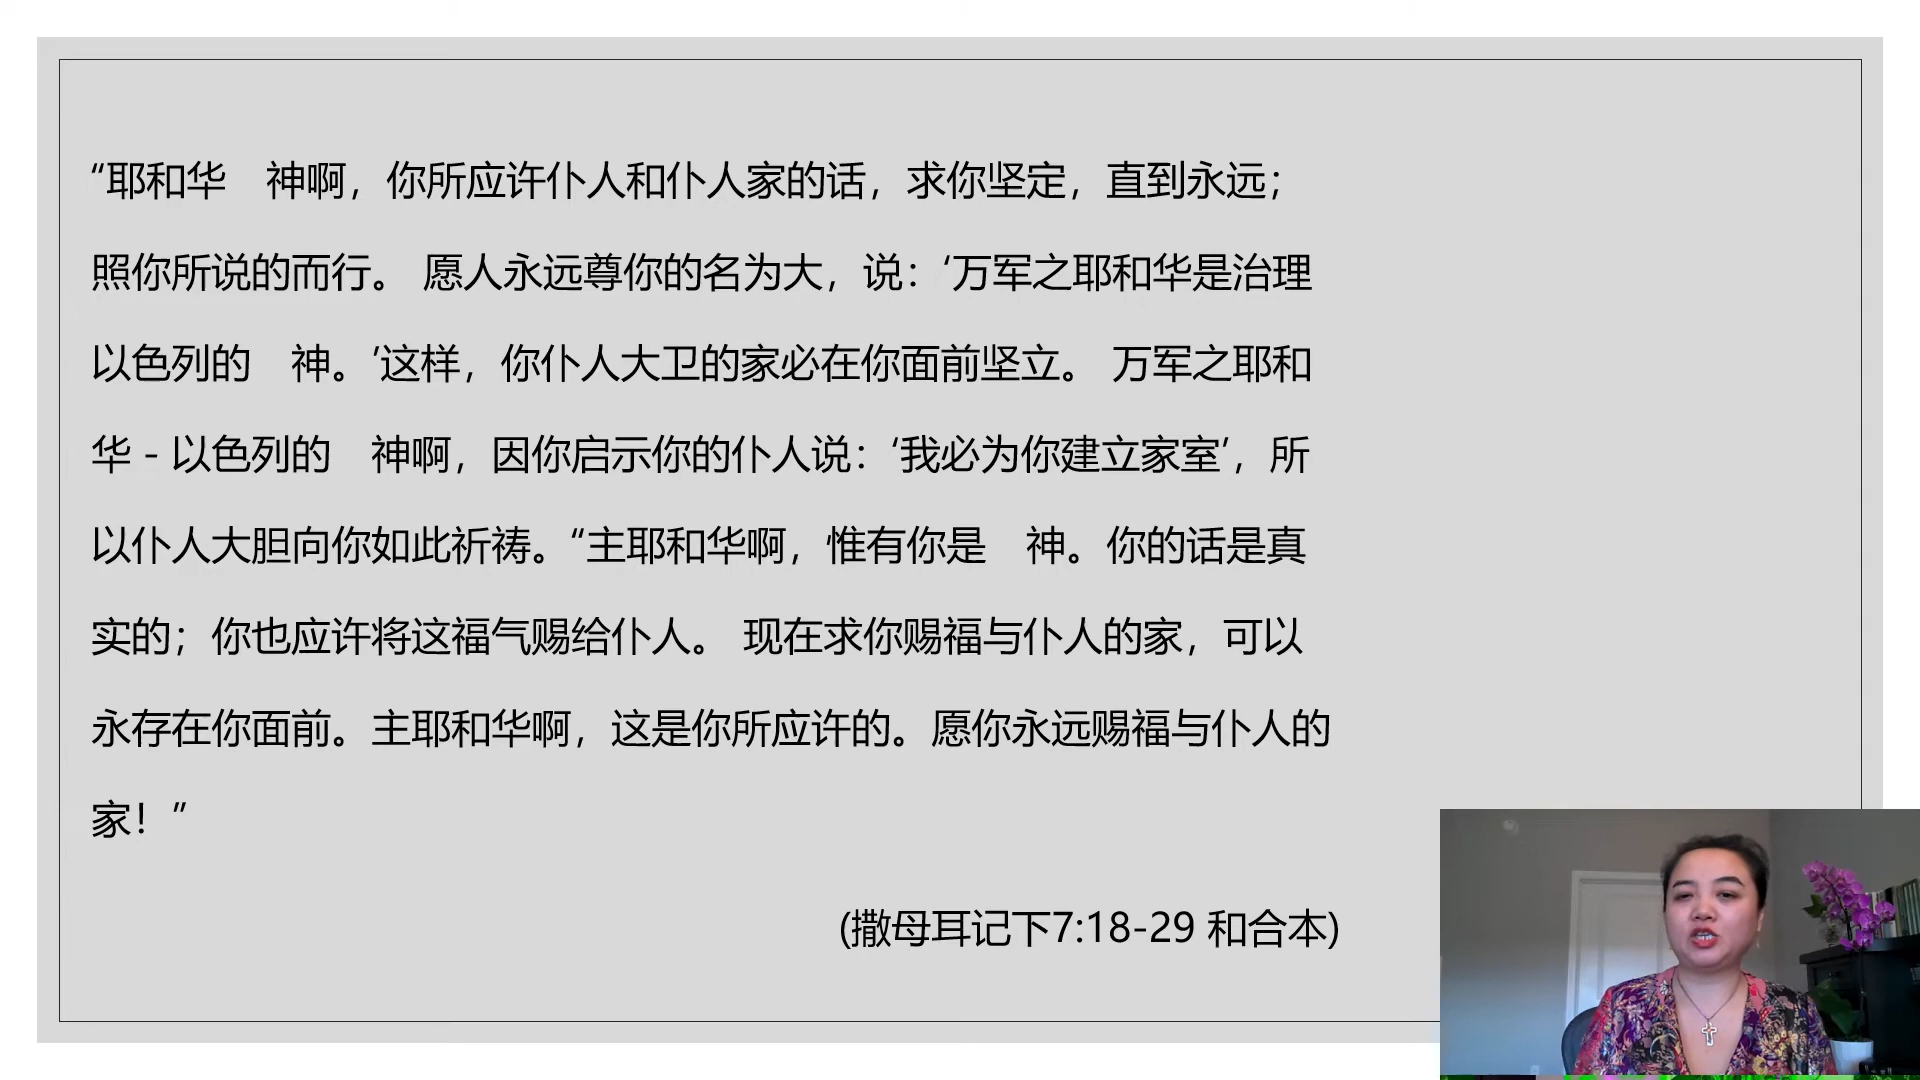 “耶和华　神啊，你所应许仆人和仆人家的话，求你坚定，直到永远；
照你所说的而行。 愿人永远尊你的名为大，说：‘万军之耶和华是治理
以色列的　神。’这样，你仆人大卫的家必在你面前坚立。 万军之耶和
华 - 以色列的　神啊，因你启示你的仆人说：‘我必为你建立家室’，所
以仆人大胆向你如此祈祷。“主耶和华啊，惟有你是　神。你的话是真
实的；你也应许将这福气赐给仆人。 现在求你赐福与仆人的家，可以
永存在你面前。主耶和华啊，这是你所应许的。愿你永远赐福与仆人的
家！”
(撒母耳记下7:18-29 和合本)